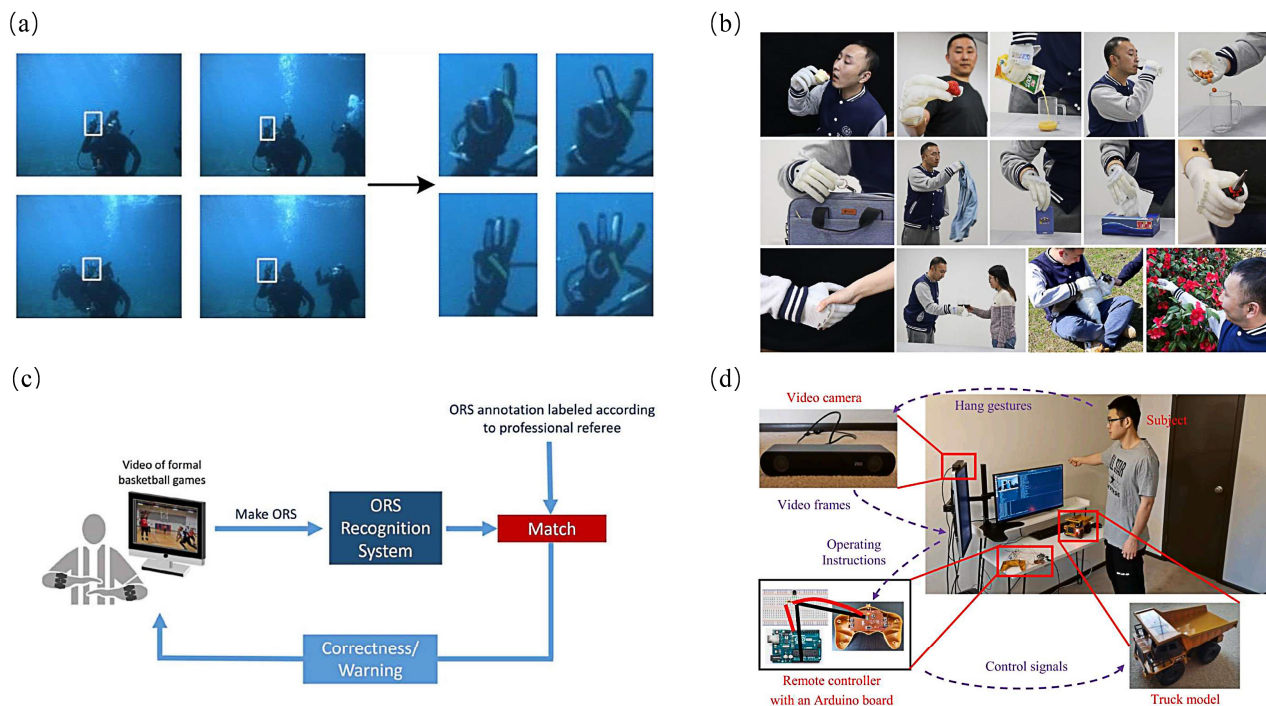 (a)
(b)
(c)
ORS annotation labeled according
to professional referee
Video of formal
basketball games
Make ORS
ORS
Recognition
System
Match
Correctness/
Warning
(d)
Video camera
Hang gestures
Subject
Video frames
Operating
Instructions
Remote controller
with an Arduino board
Control signals
Truck model